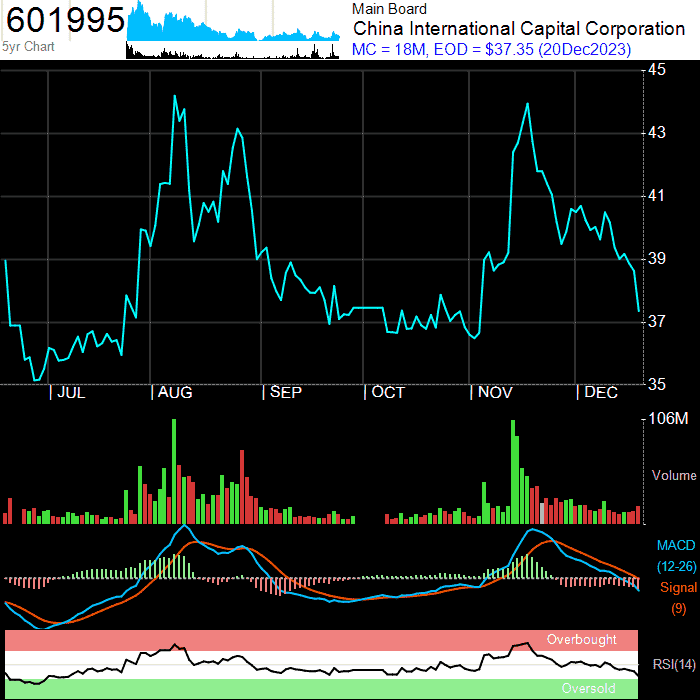 601995
5yr Chart
Main Board
China International Capital Corporation
MC = 18M, EOD = $37.35 (20Dec2023)
45
43
41
39
37
35
JUL AUG SEP OCT NOV DEC
106M
Volume
MACD
(12-26)
Signal
(9)
Overbought
RSI(14)
Oversold